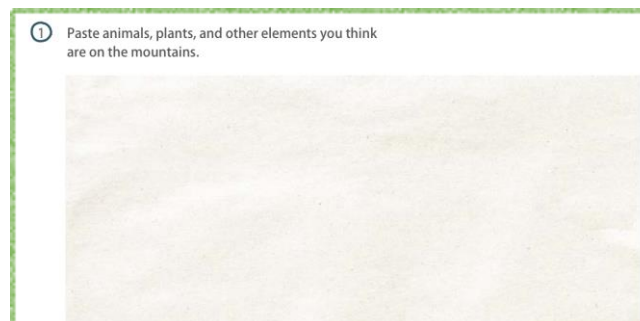 1 Paste animals, plants, and other elements you think
are on the mountains.